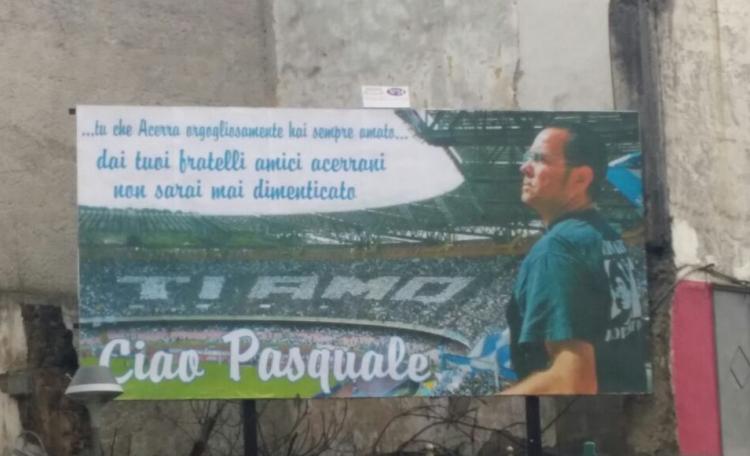 ...tu che Acerra orgogliosamente hai sempre amato...
dai tuoi fratelli amici acerrani
non sarai mai dimenticato
TI AMO
Ciao Pasquale